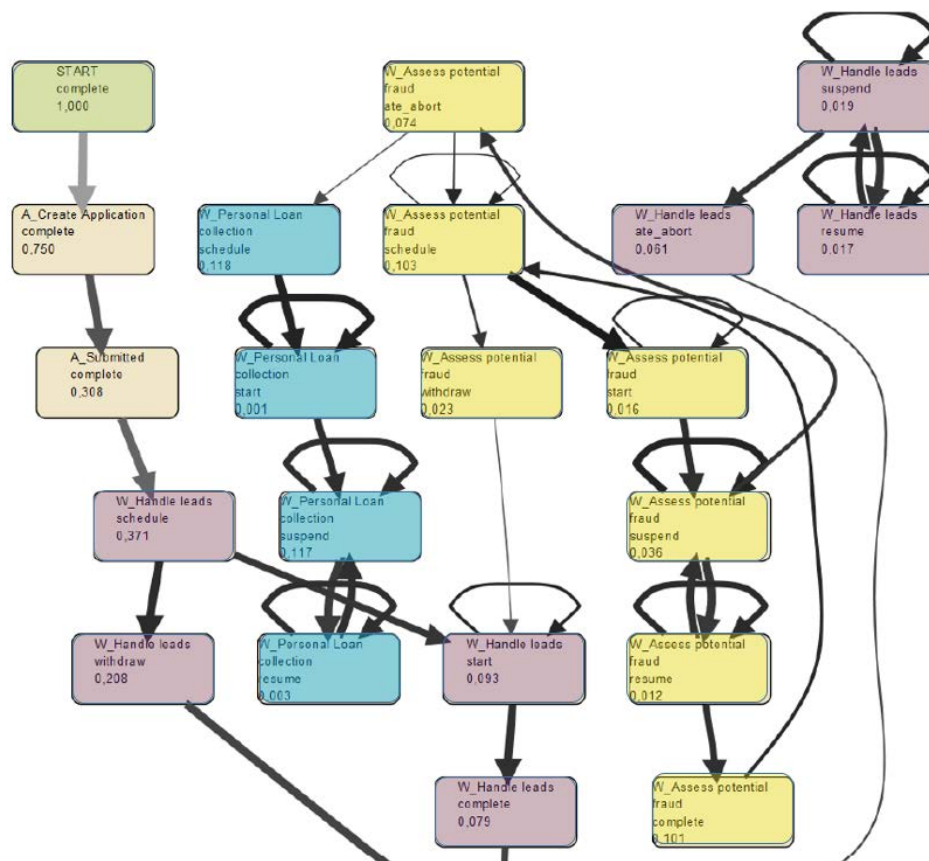 START
complete
1,000
W_Assess potential
fraud
ate_abort
0,074
W_Handle leads
suspend
0,019
A_Create Application
complete
0,750
W_Personal Loan
collection
schedule
0,118
W_Assess potential
fraud
schedule
0,103
W_Handle leads
ate_abort
0,061
W_Handle leads
resume
0,017
A_Submitted
complete
0,308
W_Personal Loan
collection
start
0,001
W_Assess potential
fraud
withdraw
0,023
W_Assess potential
fraud
start
0,016
W_Handle leads
schedule
0,371
W_Personal Loan
collection
suspend
0,117
W_Assess potential
fraud
suspend
0,036
W_Handle leads
withdraw
0,208
W_Personal Loan
collection
resume
0,003
W_Handle leads
start
0,093
W_Assess potential
fraud
resume
0,012
W_Handle leads
complete
0,079
W_Assess potential
fraud
complete
0,101